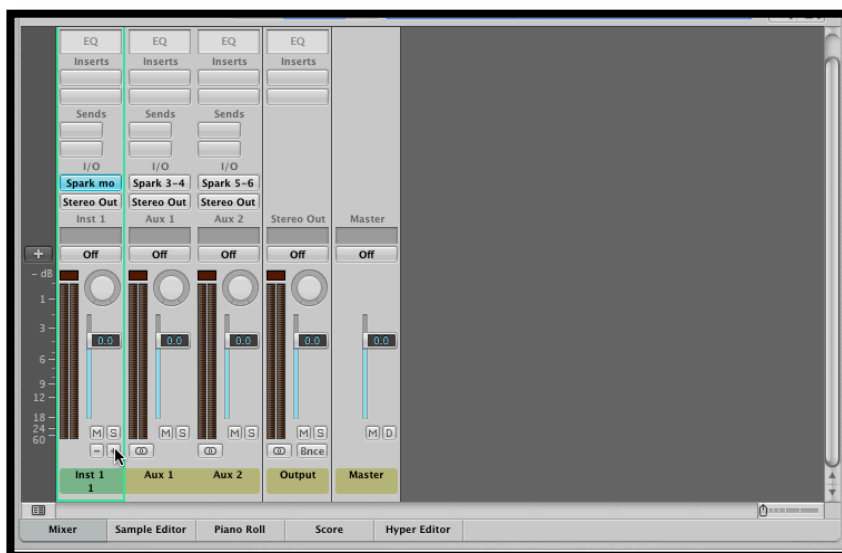 EQ EQ EQ EQ
Inserts Inserts Inserts Inserts
Sends Sends Sends
I/O I/O I/O
Spark mo Spark 3-4 Spark 5-6
Stereo Out Stereo Out Stereo Out
Inst 1 Aux 1 Aux 2 Stereo Out Master
+ Off Off Off Off Off
- dB
1
3
0.0 0.0 0.0 0.0 0.0
6
9
12
18
24 M S M S M S M S M D
60
- + Bnce
Inst 1 Aux 1 Aux 2 Output Master
1
Mixer Sample Editor Piano Roll Score Hyper Editor